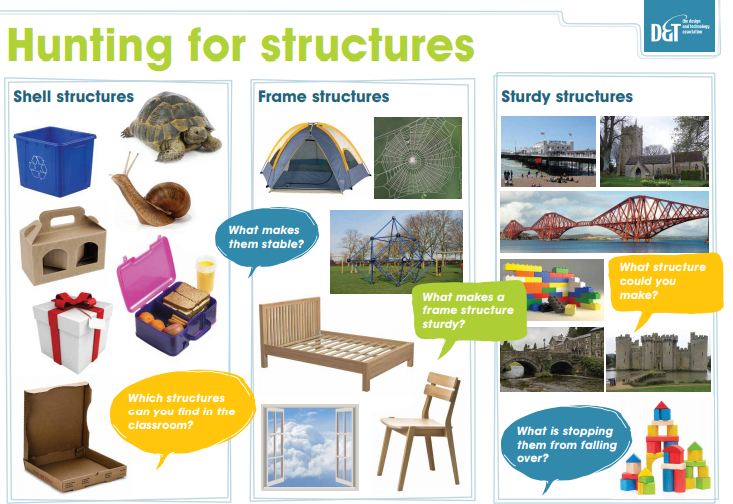 Hunting for structures
D&T the design
and technology
association
Shell structures
Frame structures
Sturdy structures
What makes
them stable?
What makes a
frame structure
sturdy?
What structure
could you
make?
Which structures
can you find in the
classroom?
What is stopping
them from falling
over?